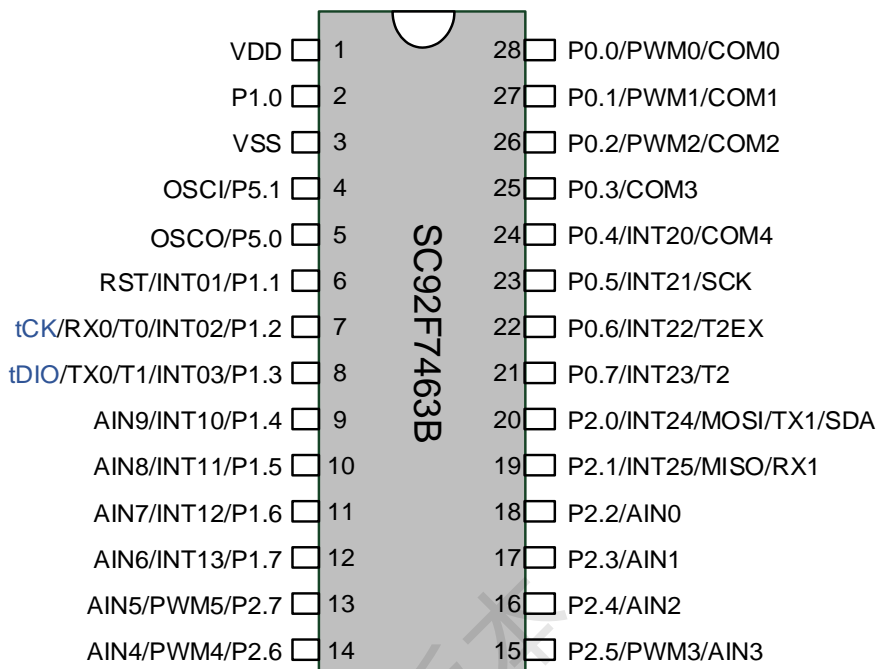 VDD 1 28 P0.0/PWM0/COM0
P1.0 2 27 P0.1/PWM1/COM1
VSS 3 26 P0.2/PWM2/COM2
OSCI/P5.1 4 25 P0.3/COM3
OSCO/P5.0 5 24 P0.4/INT20/COM4
RST/INT01/P1.1 6 23 P0.5/INT21/SCK
tCK/RX0/T0/INT02/P1.2 7 22 P0.6/INT22/T2EX
tDIO/TX0/T1/INT03/P1.3 8 21 P0.7/INT23/T2
AIN9/INT10/P1.4 9 20 P2.0/INT24/MOSI/TX1/SDA
AIN8/INT11/P1.5 10 19 P2.1/INT25/MISO/RX1
AIN7/INT12/P1.6 11 18 P2.2/AIN0
AIN6/INT13/P1.7 12 17 P2.3/AIN1
AIN5/PWM5/P2.7 13 16 P2.4/AIN2
AIN4/PWM4/P2.6 14 15 P2.5/PWM3/AIN3
SC92F7463B
本